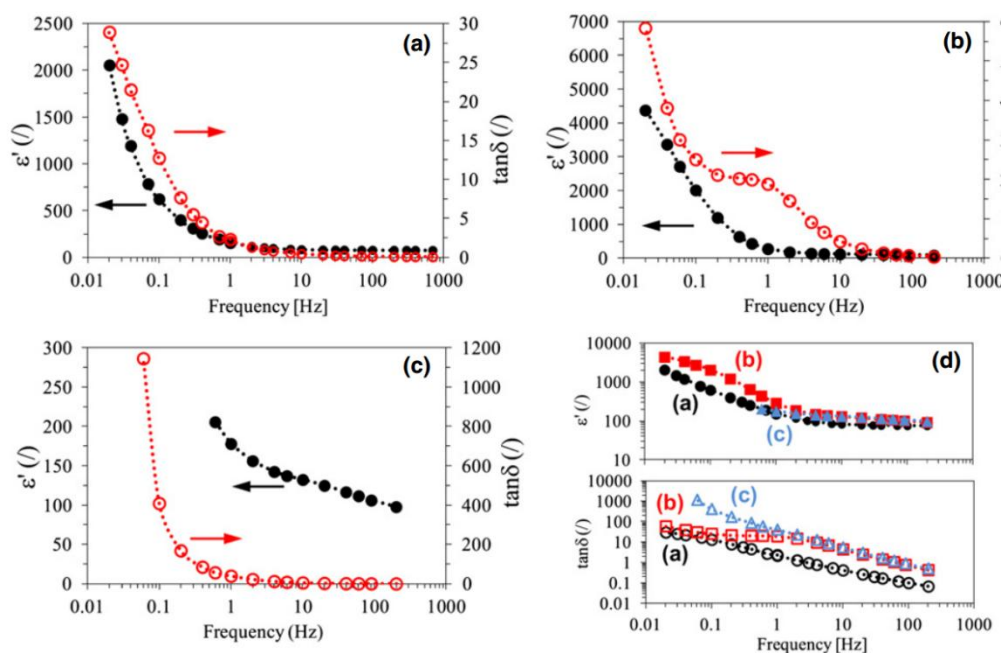 2500
2000
1500
1000
500
0
ε' (/)
30
25
20
15
10
5
0
tanδ (/)
(a)
0.01 0.1 1 10 100 1000
Frequency [Hz]
7000
6000
5000
4000
3000
2000
1000
0
ε' (/)
(b)
0.01 0.1 1 10 100 1000
Frequency (Hz)
300
250
200
150
100
50
0
ε' (/)
1200
1000
800
600
400
200
0
tanδ (/)
(c)
0.01 0.1 1 10 100 1000
Frequency (Hz)
(d)
10000
1000
100
10
ε' (/)
(b)
(a)
(c)
10000
1000
100
10
1
0.1
0.01
tanδ (/)
(b)
(c)
(a)
0.01 0.1 1 10 100 1000
Frequency [Hz]